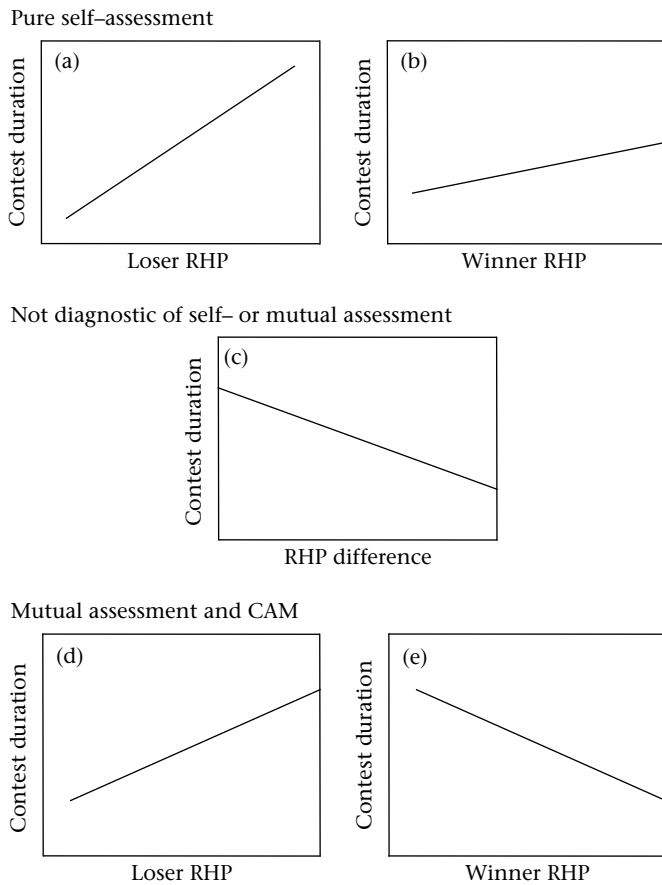 Pure self–assessment
(a)
(b)
Contest duration
Contest duration
Loser RHP
Winner RHP
Not diagnostic of self– or mutual assessment
(c)
Contest duration
RHP difference
Mutual assessment and CAM
(d)
(e)
Contest duration
Contest duration
Loser RHP
Winner RHP